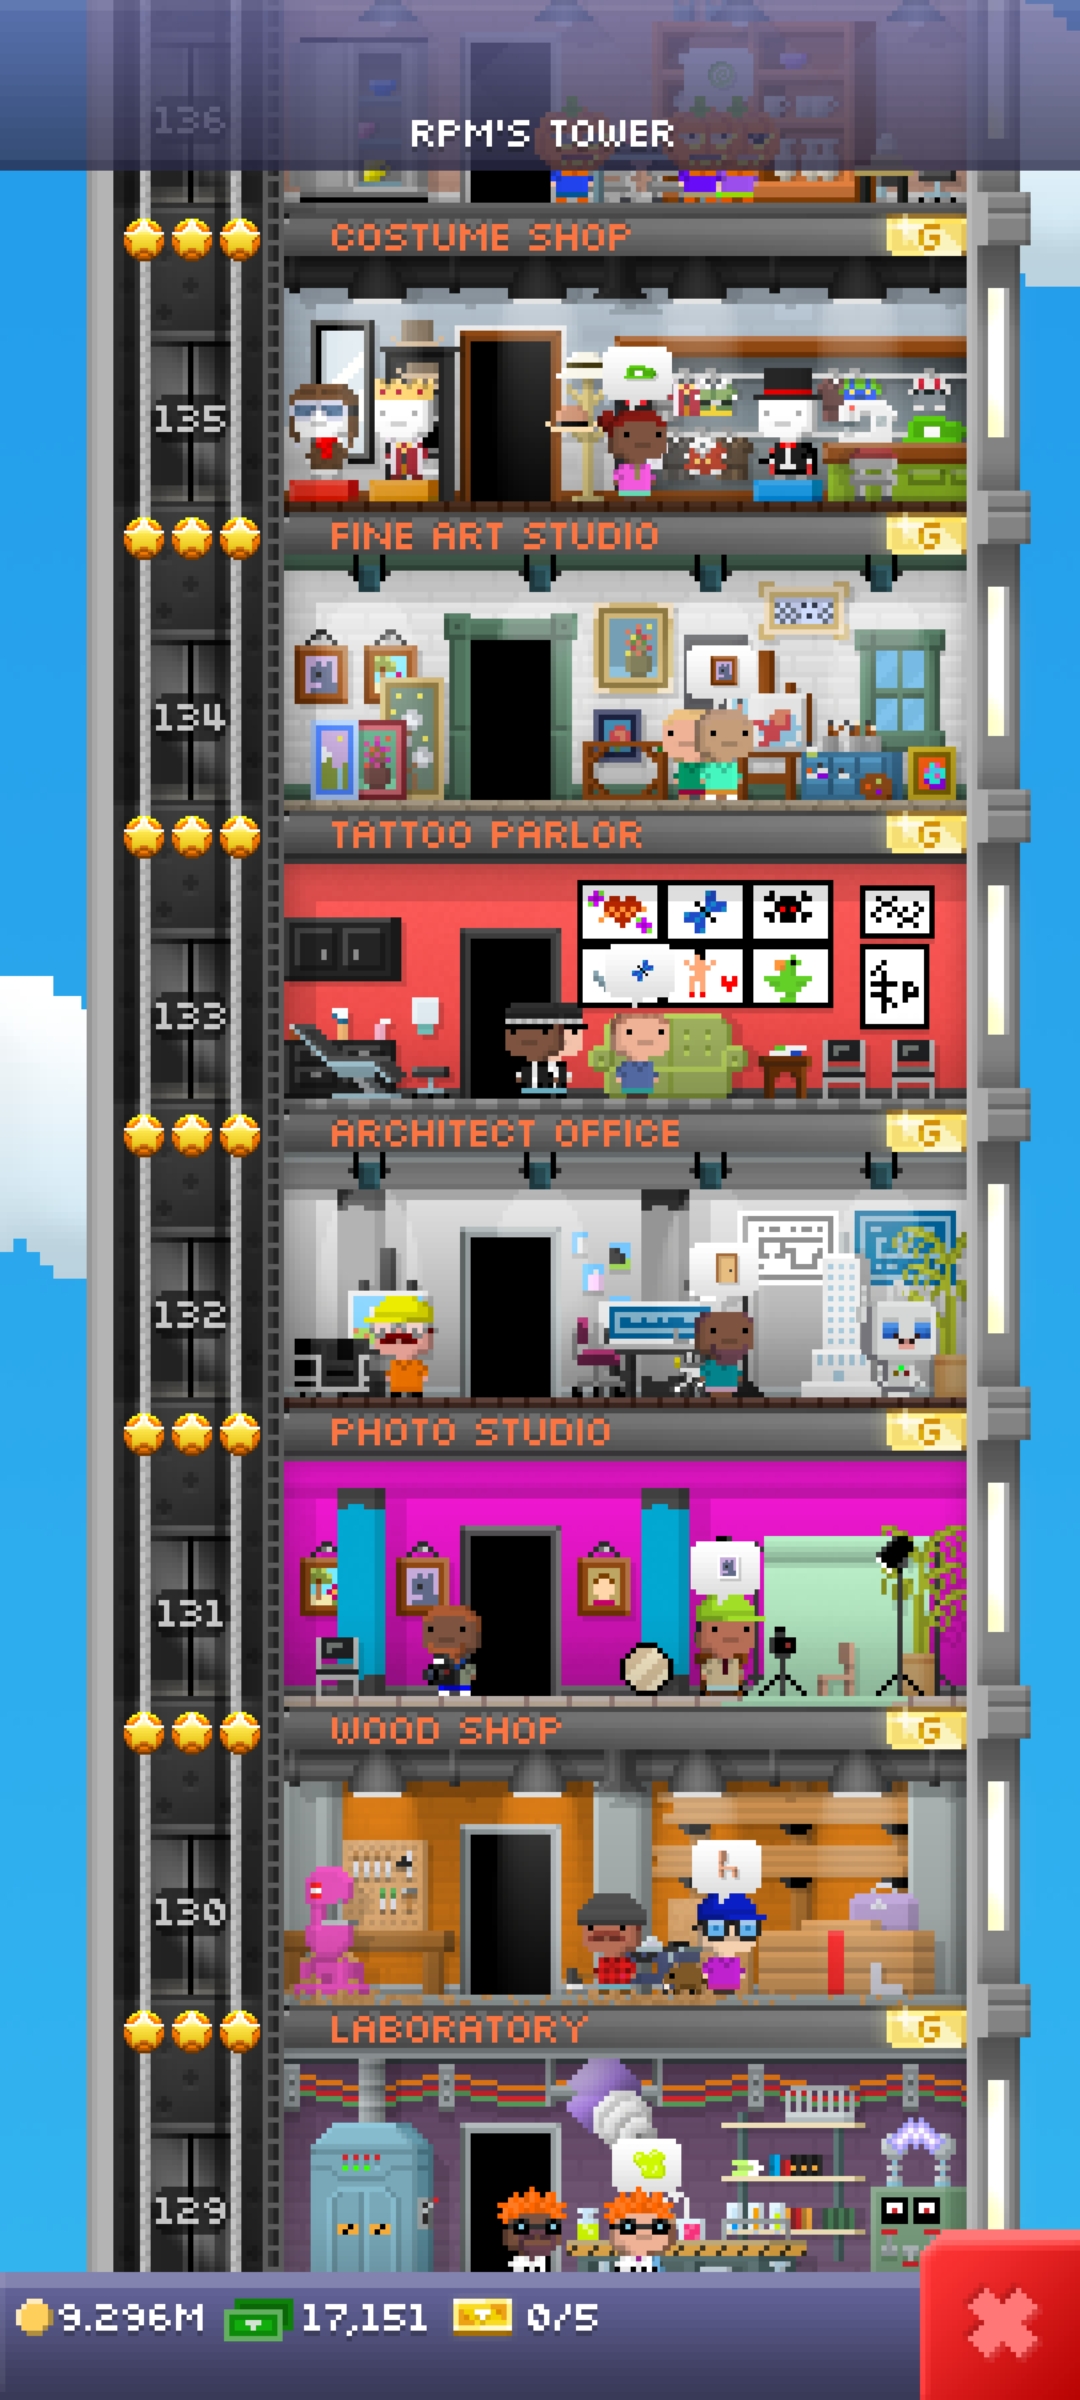 136
RPM'S TOWER
COSTUME SHOP G
135
FINE ART STUDIO G
134
TATTOO PARLOR G
133
ARCHITECT OFFICE G
132
PHOTO STUDIO G
131
WOOD SHOP G
130
LABORATORY G
129
9.296M 17,151 0/5